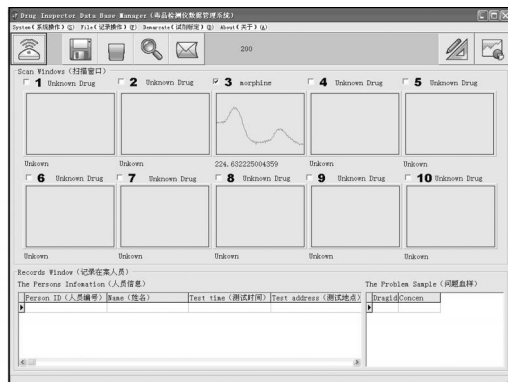 Drug Inspector Data Base Manager (毒品检测仪数据管理系统)
System(系统操作)(S) File(记录操作)(F) Demarcate(试剂标定)(Q) About(关于)(A)
200
Scan Windows (扫描窗口)
1 Unknown Drug 2 Unknown Drug 3 morphine 4 Unknown Drug 5 Unknown Drug
Unkown Unkown 224.632225004359 Unkown Unkown
6 Unknown Drug 7 Unknown Drug 8 Unknown Drug 9 Unknown Drug 10 Unknown Drug
Unkown Unkown Unkown Unkown Unkown
Records Window (记录在案人员)
The Persons Infomation (人员信息) The Problem Sample (问题血样)
Person ID (人员编号) Name (姓名) Test time (测试时间) Test address (测试地点) Dragid Concen